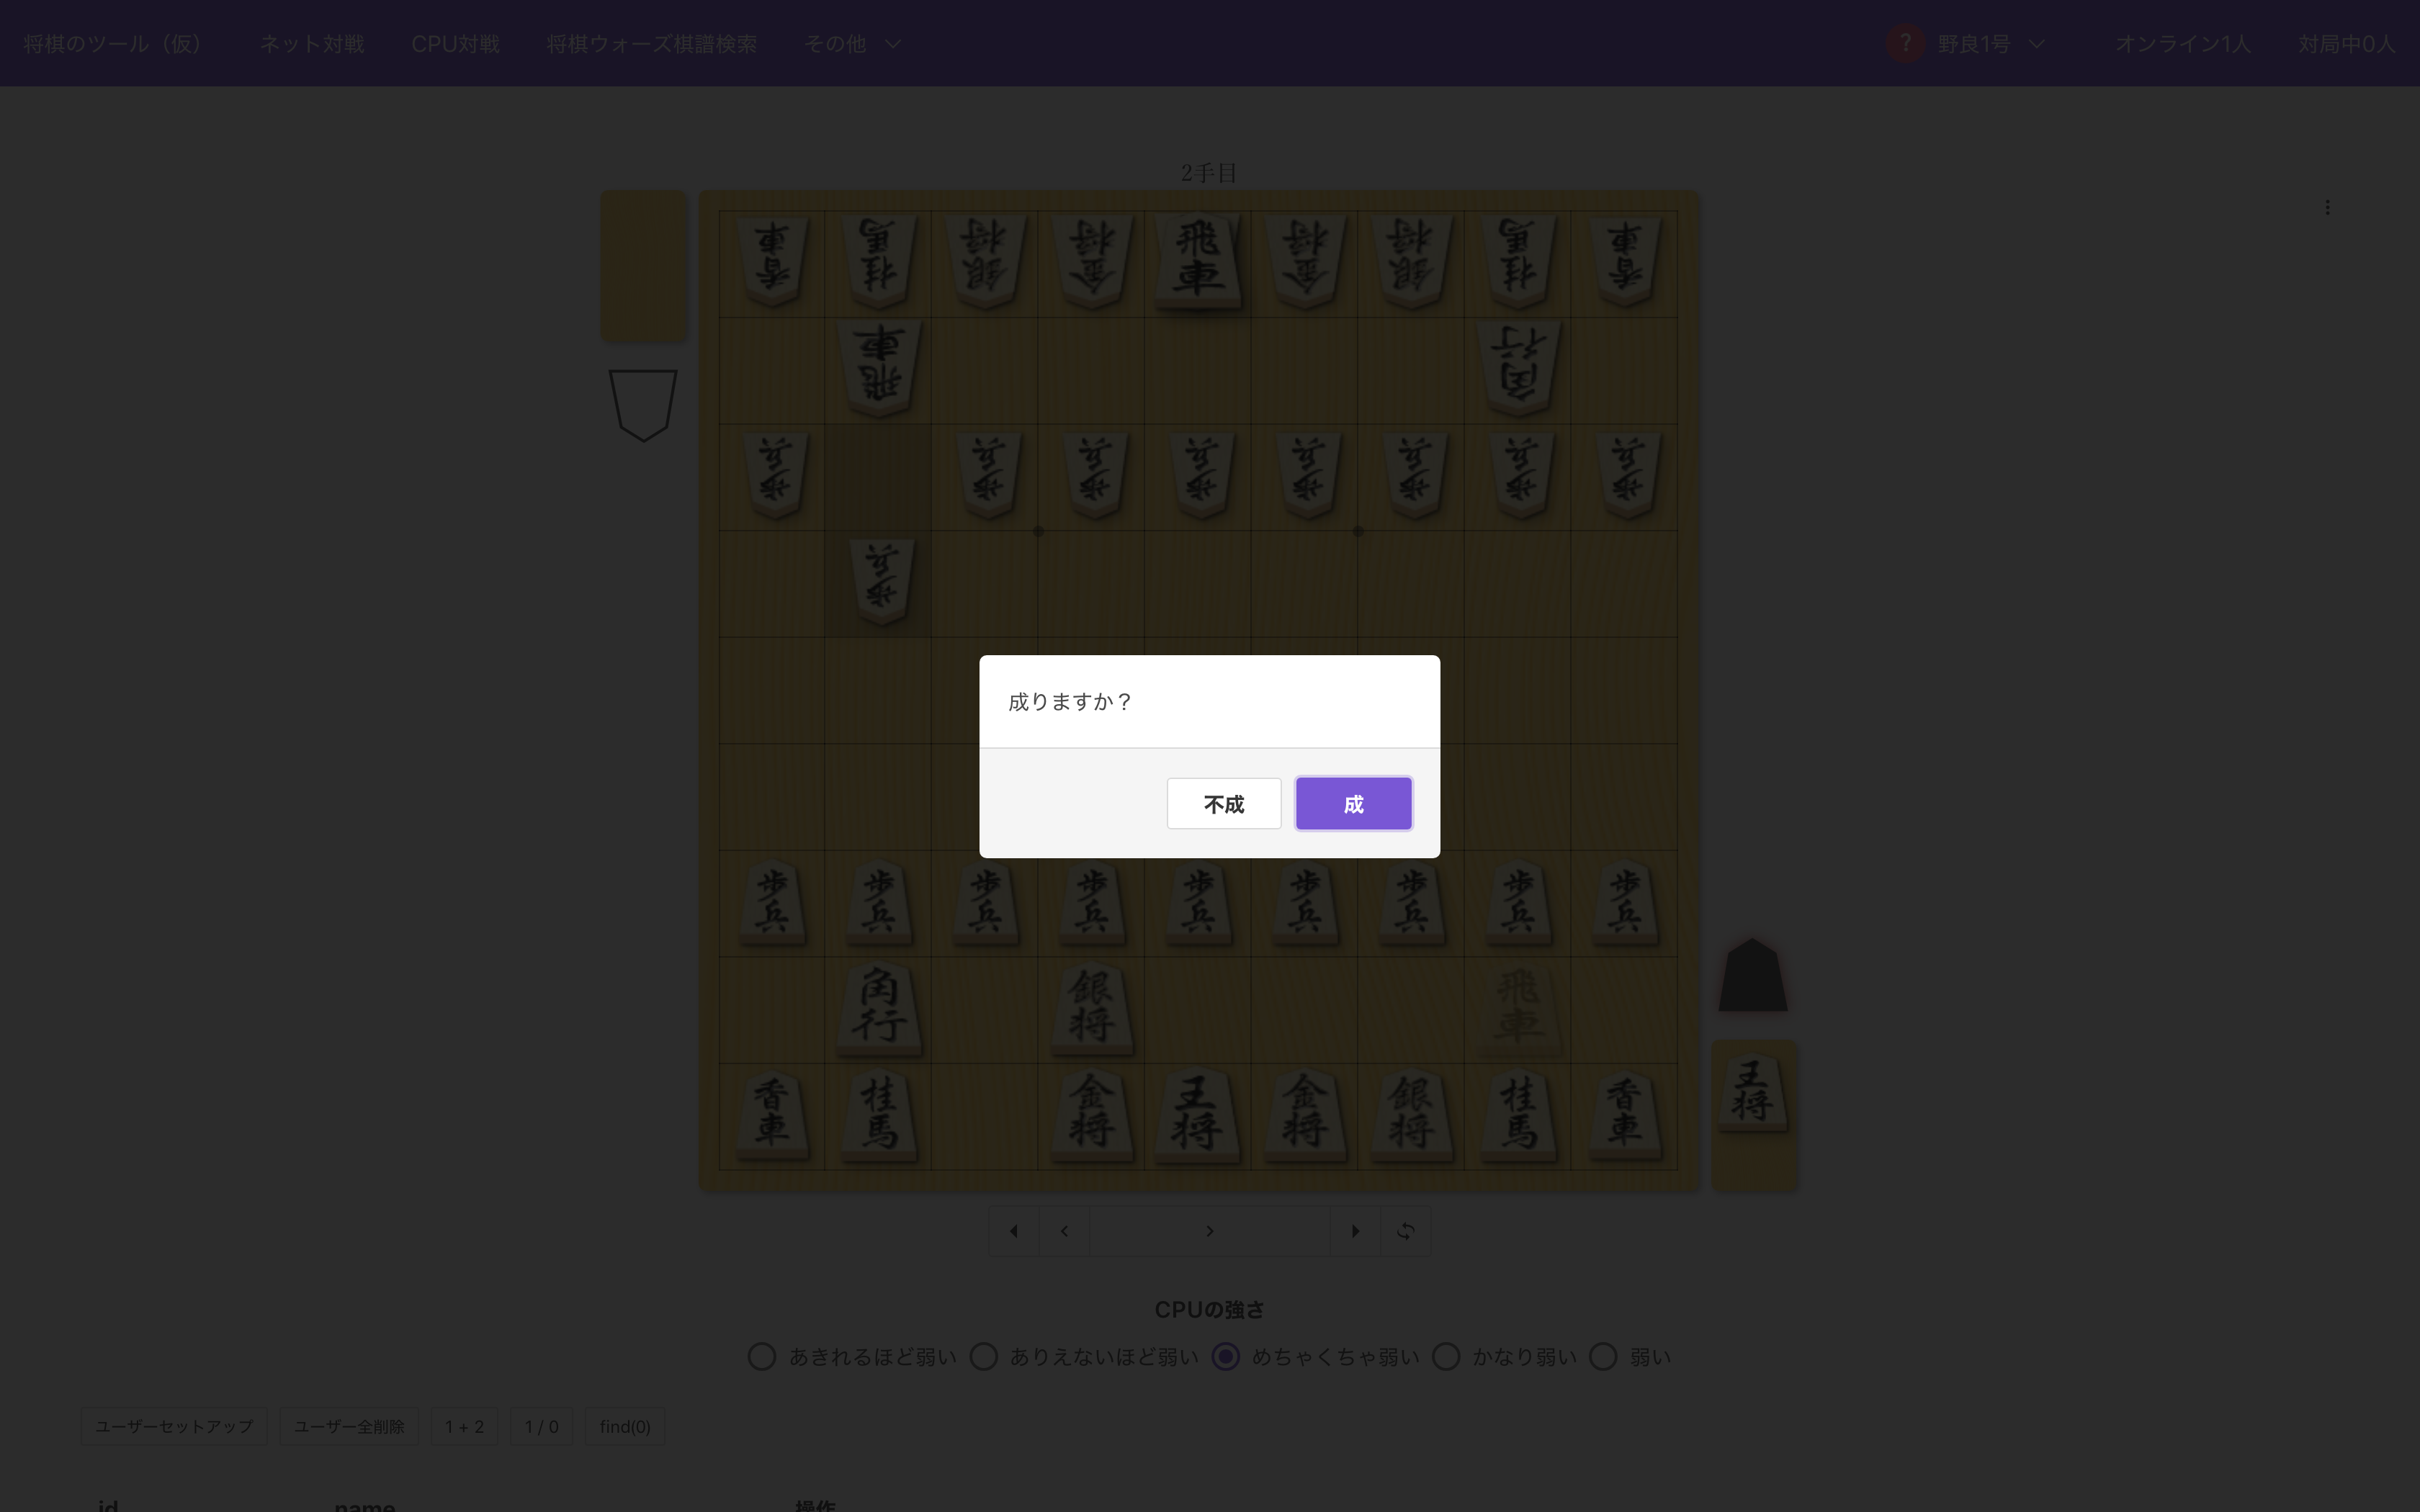 将棋のツール（仮） ネット対戦 CPU対戦 将棋ウォーズ棋譜検索 その他 ? 野良1号 オンライン1人 対局中0人
2手目
香車 桂馬 銀将 金将 飛車 金将 銀将 桂馬 香車
飛車 角行
歩兵 歩兵 歩兵 歩兵 歩兵 歩兵 歩兵 歩兵
歩兵
成りますか？
不成 成
歩兵 歩兵 歩兵 歩兵 歩兵 歩兵 歩兵 歩兵 歩兵
角行 銀将 飛車
香車 桂馬 金将 王将 金将 銀将 桂馬 香車 王将
CPUの強さ
あきれるほど弱い ありえないほど弱い めちゃくちゃ弱い かなり弱い 弱い
ユーザーセットアップ ユーザー全削除 1 + 2 1 / 0 find(0)
id name 操作